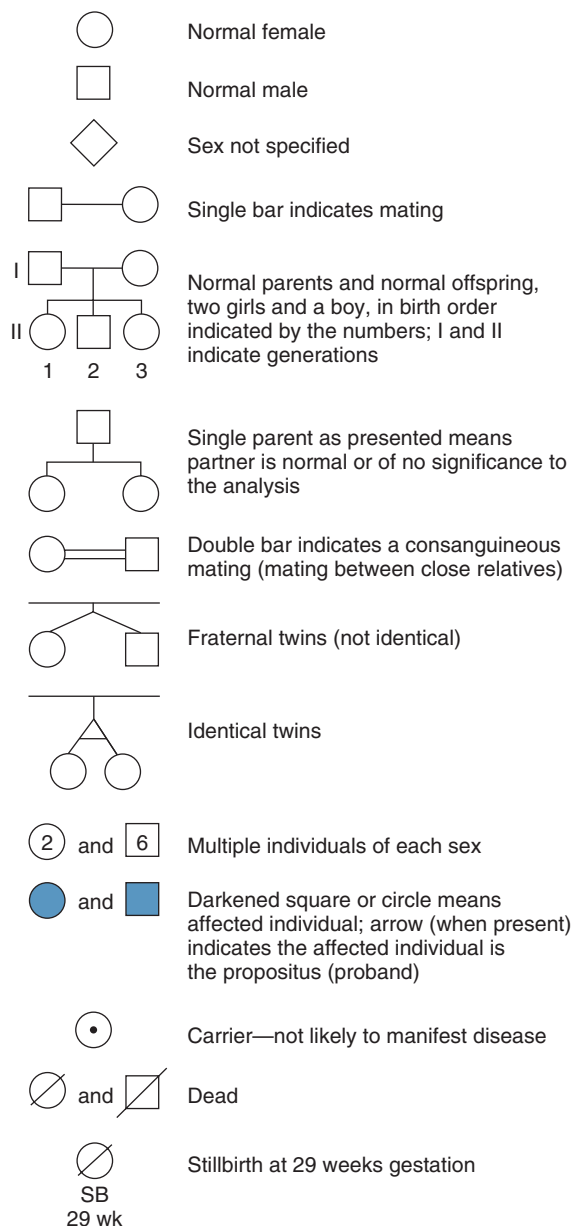 Normal female
Normal male
Sex not specified
Single bar indicates mating
I
Normal parents and normal offspring,
two girls and a boy, in birth order
II
indicated by the numbers; I and II
indicate generations
1 2 3
Single parent as presented means
partner is normal or of no significance to
the analysis
Double bar indicates a consanguineous
mating (mating between close relatives)
Fraternal twins (not identical)
Identical twins
2 and 6 Multiple individuals of each sex
and Darkened square or circle means
affected individual; arrow (when present)
indicates the affected individual is
the propositus (proband)
Carrier—not likely to manifest disease
and Dead
Stillbirth at 29 weeks gestation
SB
29 wk